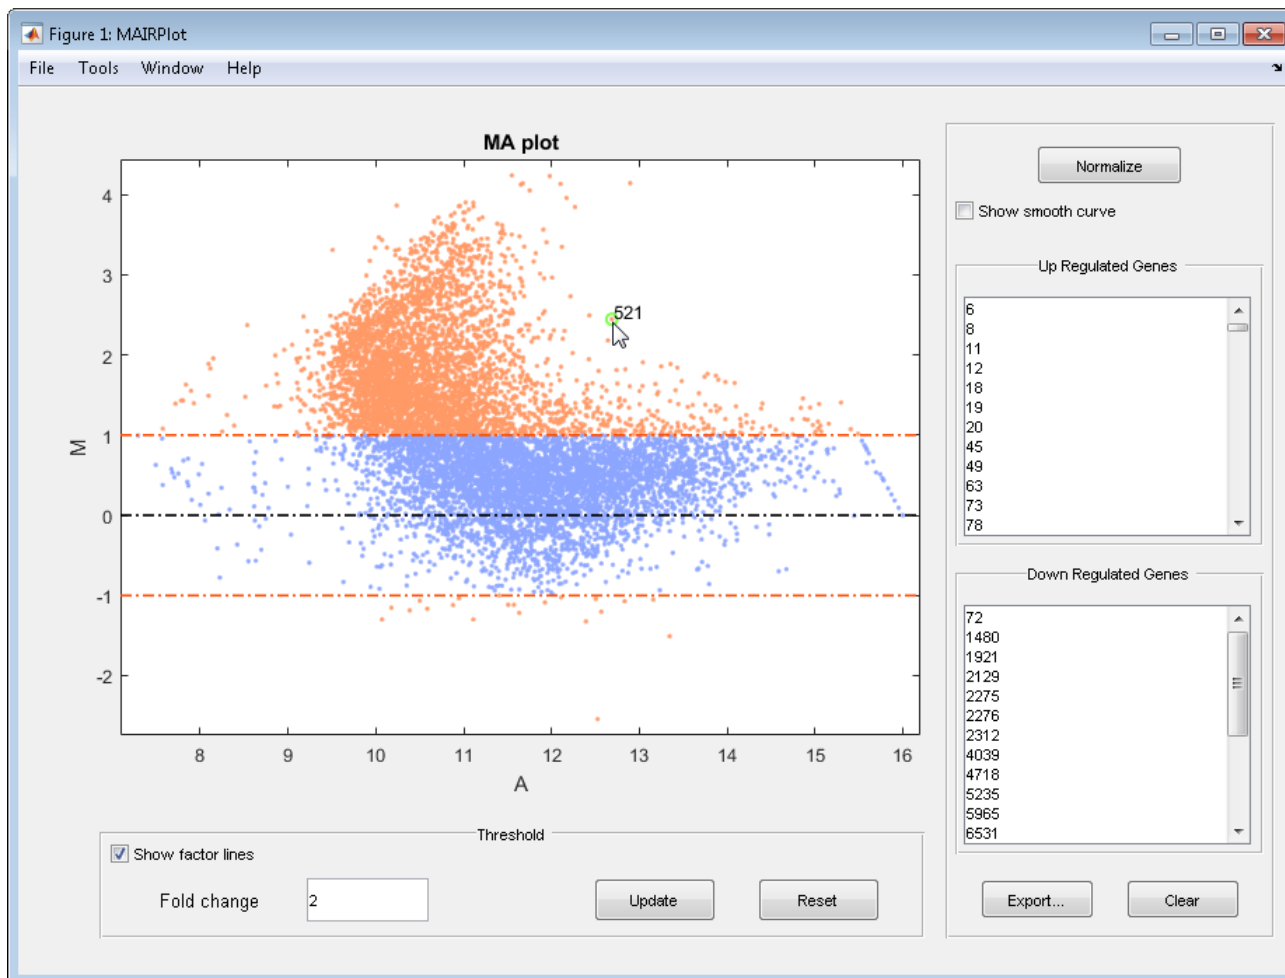 Figure 1: MAIRPlot
File Tools Window Help
MA plot
4
3
2
1
0
-1
-2
M
521
8 9 10 11 12 13 14 15 16
A
Threshold
Show factor lines
Fold change 2 Update Reset
Normalize
Show smooth curve
Up Regulated Genes
6
8
11
12
18
19
20
45
49
63
73
78
Down Regulated Genes
72
1480
1921
2129
2275
2276
2312
4039
4718
5235
5965
6531
Export... Clear